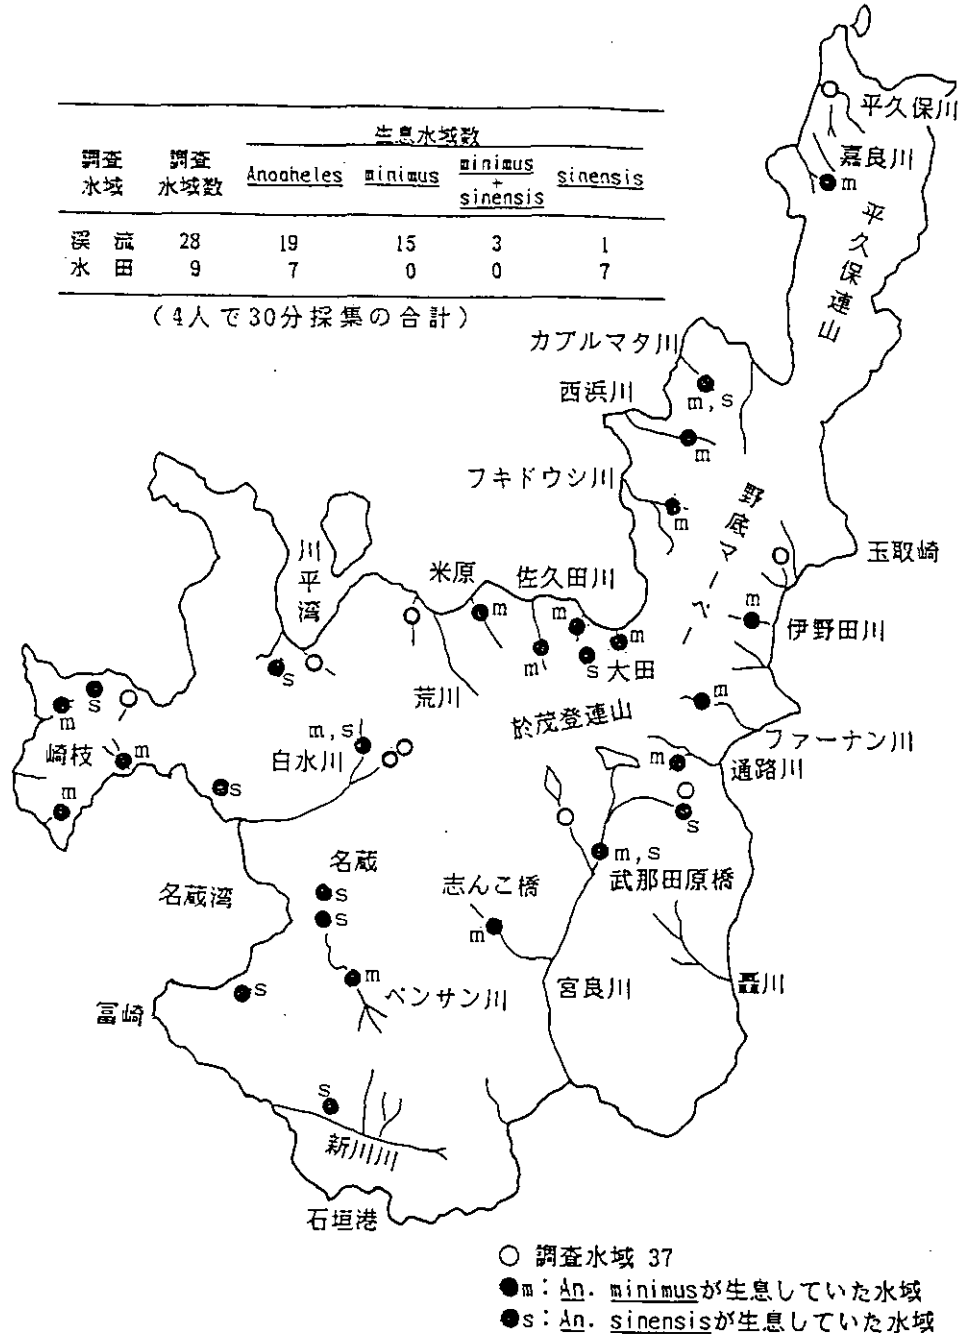 生息水域数
調査水域 調査水域数 Anopheles minimus minimus + sinensis sinensis
渓流 28 19 15 3 1
水田 9 7 0 0 7
(4人で30分採集の合計)
平久保川
嘉良川
m
平久保連山
カブルマタ川
m,s
西浜川
m
フキドウシ川
m
野底マーペー
玉取崎
m
伊野田川
川平湾
米原
m
佐久田川
m
m
s
m
大田
s
荒川
於茂登連山
m
ファーナン川
m
通路川
s
m
s
崎枝
m
m
m,s
白水川
s
m,s
武那田原橋
名蔵
s
s
名蔵湾
志んこ橋
m
m
ペンサン川
宮良川
轟川
s
冨崎
s
新川川
石垣港
○ 調査水域 37
●m:An. minimusが生息していた水域
●s:An. sinensisが生息していた水域